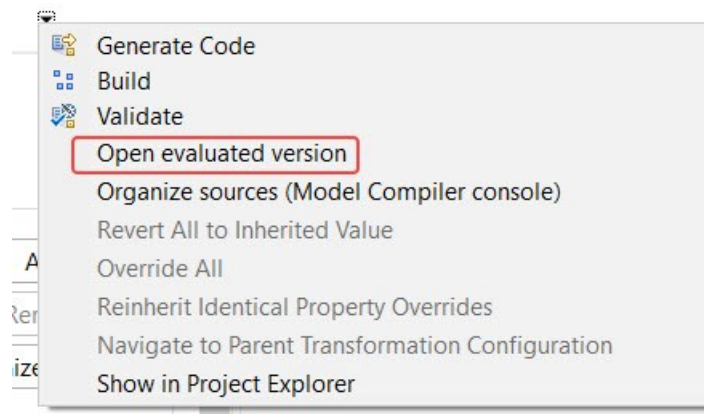 Generate Code
Build
Validate
Open evaluated version
Organize sources (Model Compiler console)
Revert All to Inherited Value
A
Override All
Reinherit Identical Property Overrides
Navigate to Parent Transformation Configuration
Show in Project Explorer